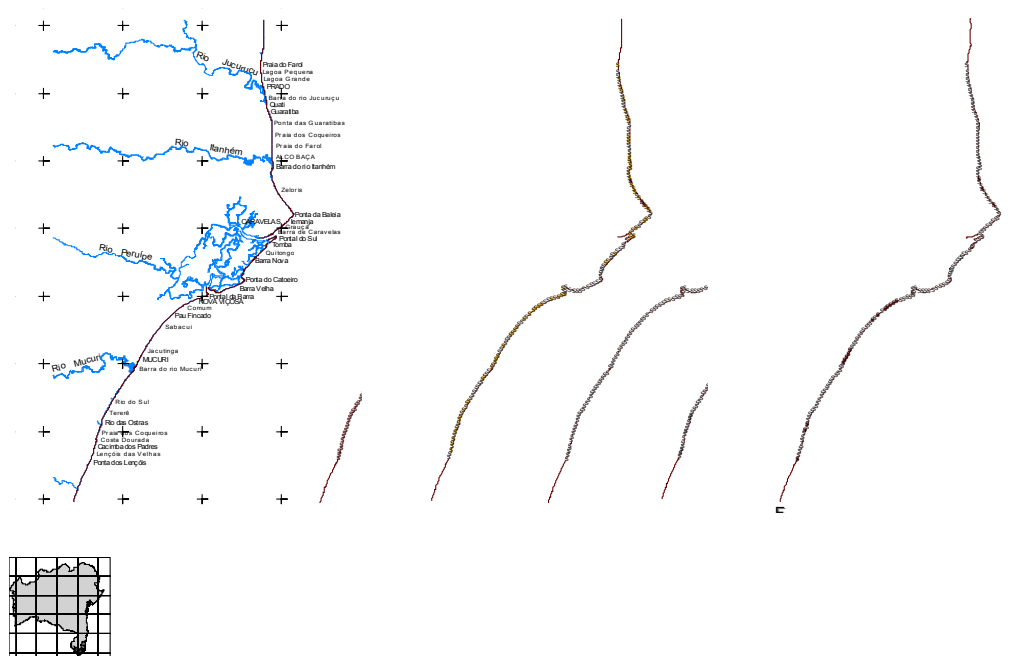 Rio Jucuruçu
Praia do Farol
Lagoa Pequena
Lagoa Grande
PRADO
Barra do rio Jucuruçu
Quati
Guaratiba
Ponta das Guaratibas
Praia dos Coqueiros
Rio Itanhém
Praia do Farol
ALCOBAÇA
Barra do rio Itanhém
Zeloris
Ponta da Baleia
CARAVELAS
Iemanja
Grauçá
Barra de Caravelas
Pontal do Sul
Tomba
Rio Peruípe
Quitongo
Barra Nova
Ponta do Catoeiro
Barra Velha
Pontal da Barra
NOVA VIÇOSA
Comum
Pau Fincado
Sabacui
Jacutinga
MUCURI
Rio Mucuri
Barra do rio Mucuri
Rio do Sul
Tererê
Rio das Ostras
Praia dos Coqueiros
Costa Dourada
Cacimba dos Padres
Lençóis das Velhas
Ponta dos Lençóis